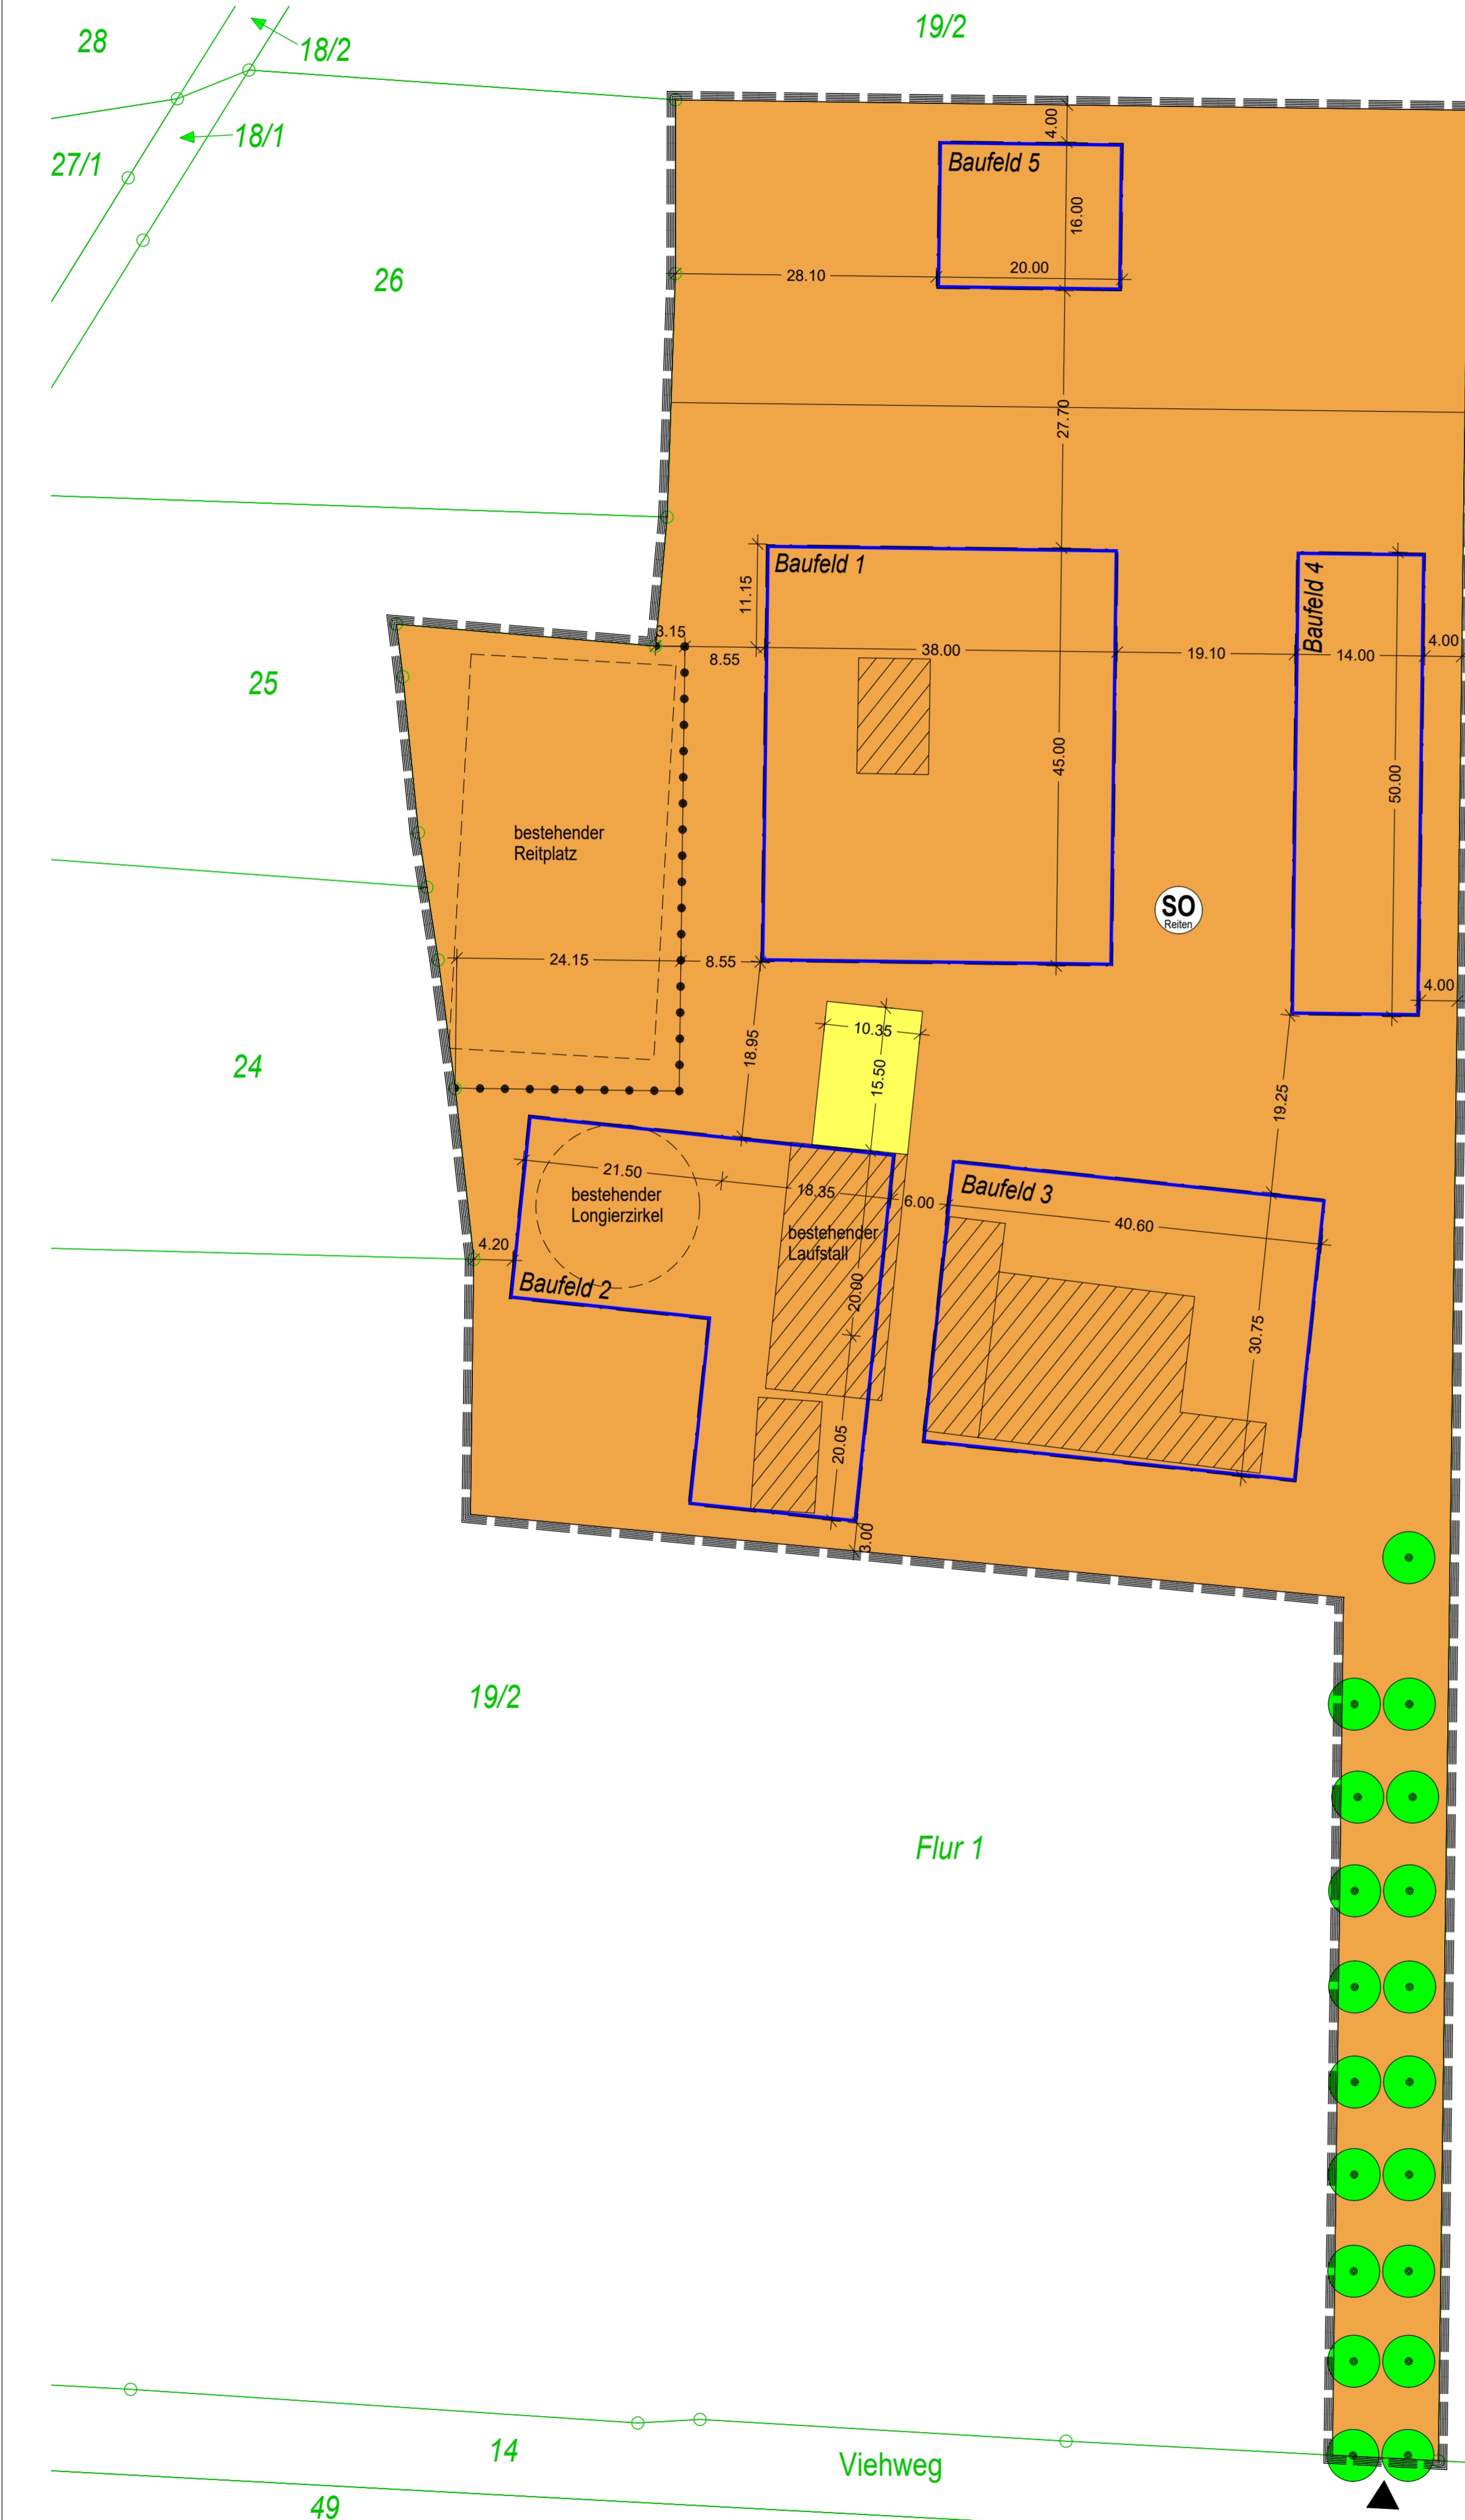 28
18/2
19/2
18/1
27/1
4.00
Baufeld 5
16.00
26
28.10
20.00
27.70
Baufeld 1
Baufeld 4
11.15
3.15
8.55
38.00
19.10
14.00
4.00
25
45.00
50.00
bestehender
Reitplatz
SO
Reiten
24.15
8.55
4.00
10.35
18.95
15.50
24
19.25
21.50
18.35
bestehender
Longierzirkel
6.00
Baufeld 3
40.60
bestehender
Laufstall
4.20
Baufeld 2
20.00
30.75
20.05
3.00
19/2
Flur 1
14
Viehweg
49